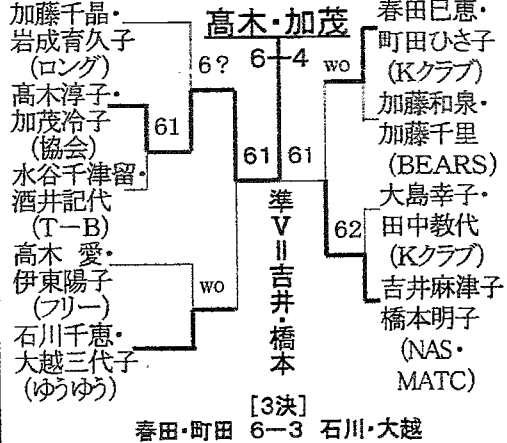 加藤千晶・
岩成育久子
(ロング)
髙木淳子・
加茂冷子
(協会)
水谷千津留・
酒井記代
(T−B)
高木 愛・
伊東陽子
(フリー)
石川千恵・
大越三代子
(ゆうゆう)
6?
61
wo
61
髙木・加茂
6−4
61
準V=吉井・橋本
wo
62
春田巳恵・
町田ひさ子
(Kクラブ)
加藤和泉・
加藤千里
(BEARS)
大島幸子・
田中教代
(Kクラブ)
吉井麻津子
橋本明子
(NAS・
MATC)
[3決]
春田・町田 6−3 石川・大越